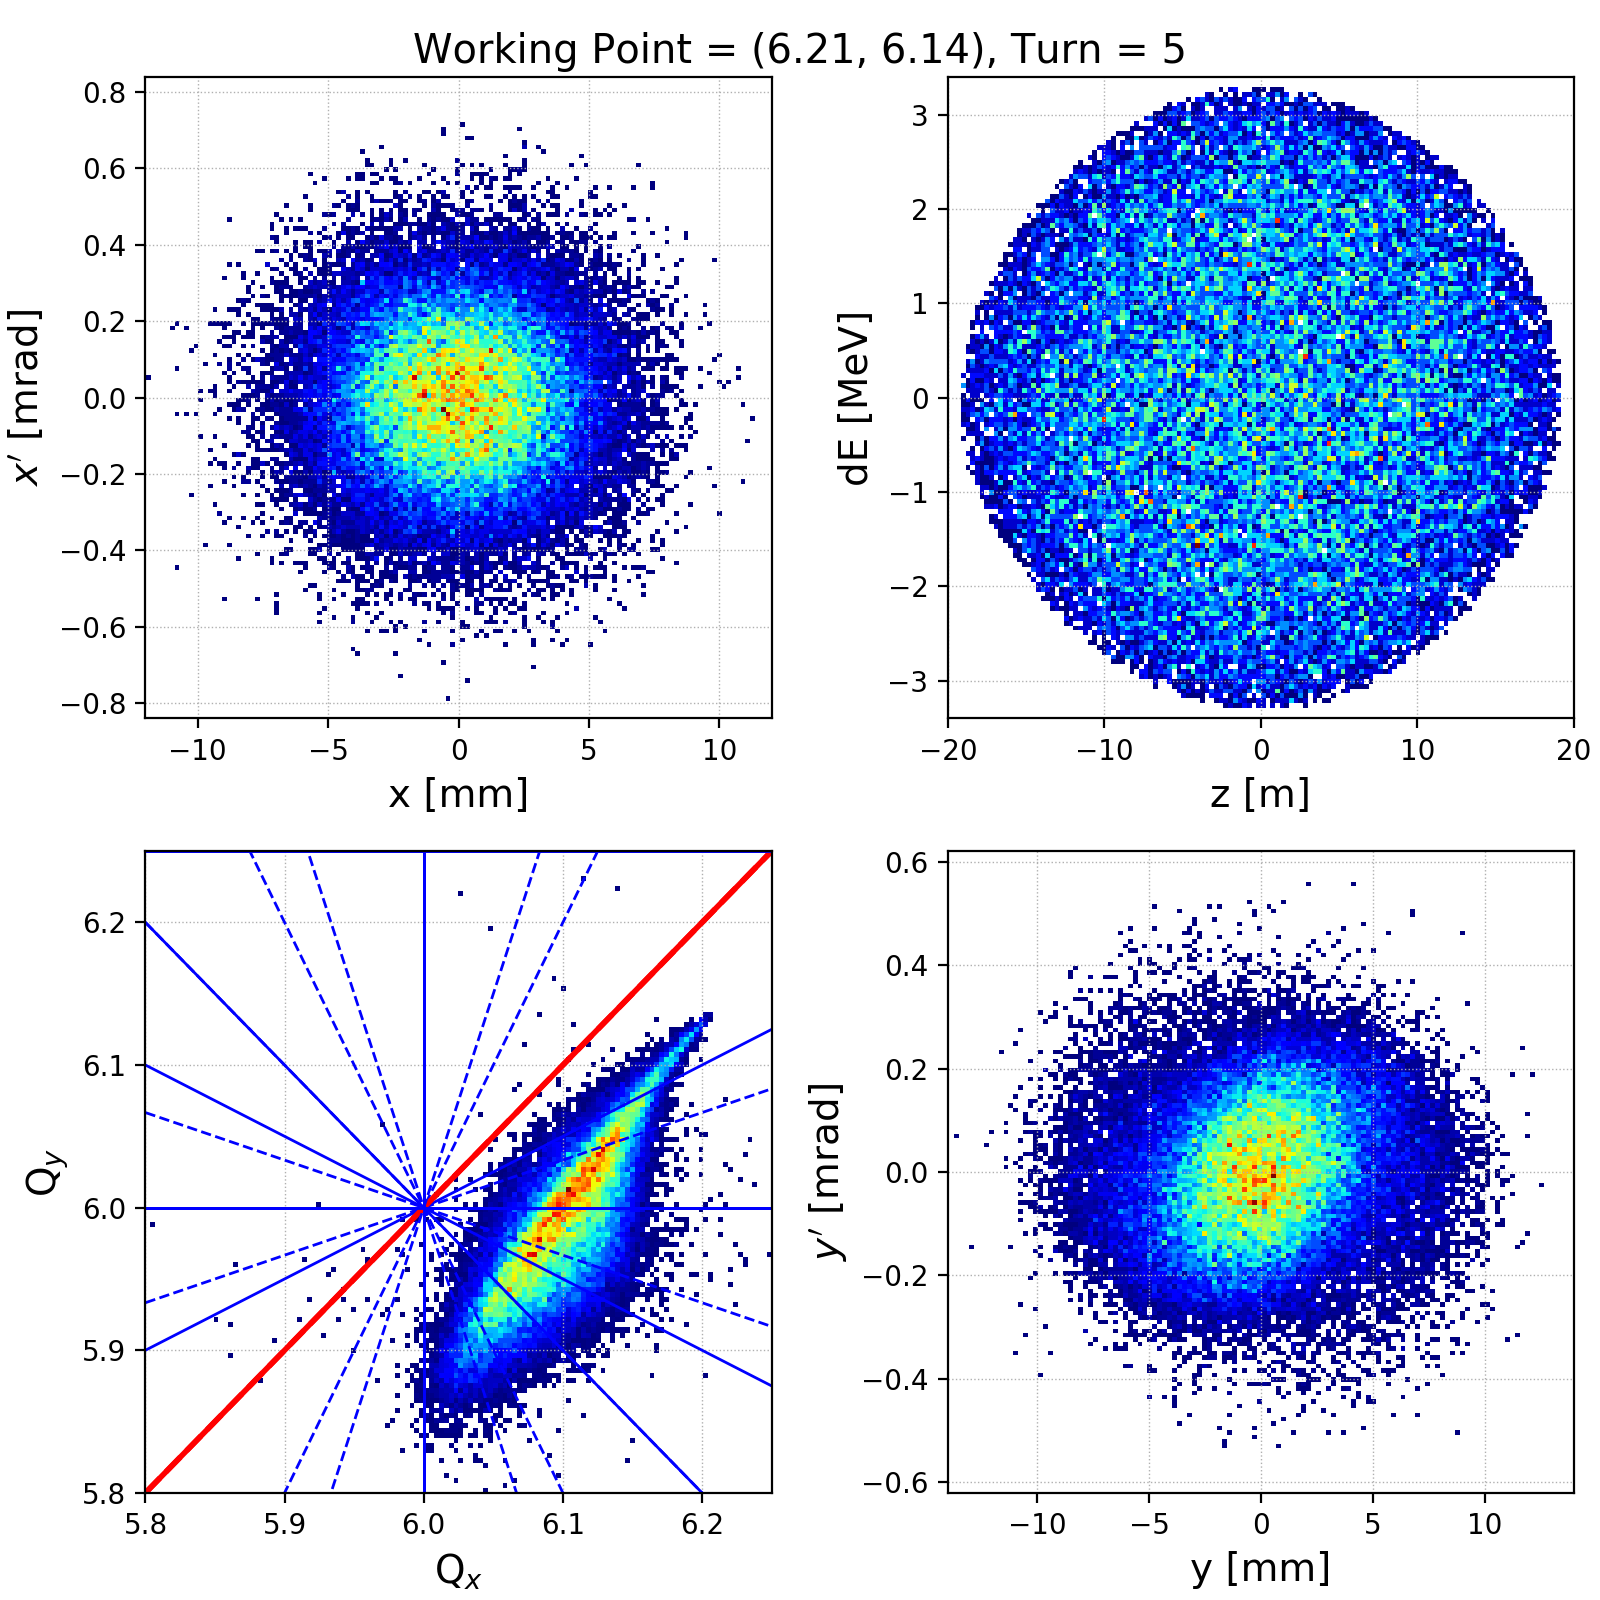 Working Point = (6.21, 6.14), Turn = 5
0.8
0.6
0.4
0.2
0.0
−0.2
−0.4
−0.6
−0.8
x′ [mrad]
−10 −5 0 5 10
x [mm]
3
2
1
0
−1
−2
−3
dE [MeV]
−20 −10 0 10 20
z [m]
6.2
6.1
6.0
5.9
5.8
Qy
5.8 5.9 6.0 6.1 6.2
Qx
0.6
0.4
0.2
0.0
−0.2
−0.4
−0.6
y′ [mrad]
−10 −5 0 5 10
y [mm]